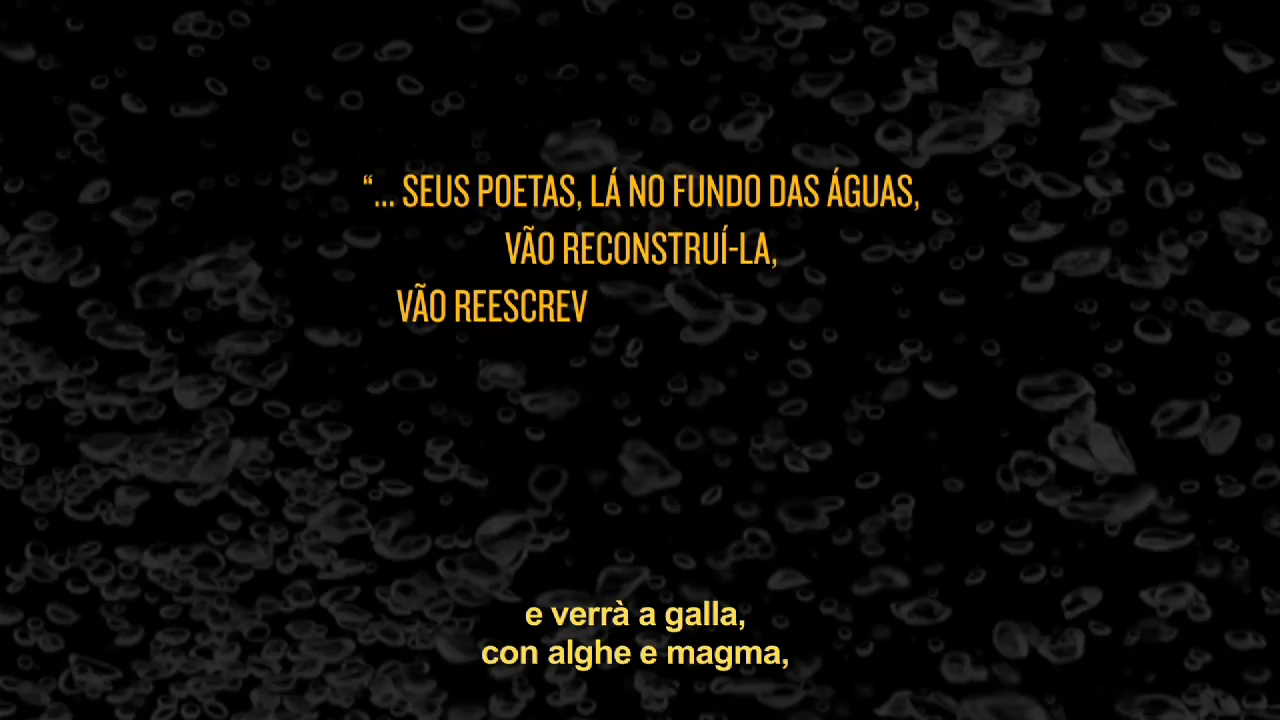 “... SEUS POETAS, LÁ NO FUNDO DAS ÁGUAS,
VÃO RECONSTRUÍ-LA,
VÃO REESCREV
e verrà a galla,
con alghe e magma,